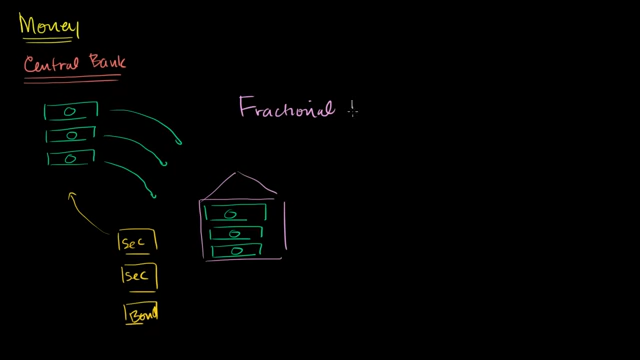 Money
Central Bank
Fractional
sec
sec
Bond